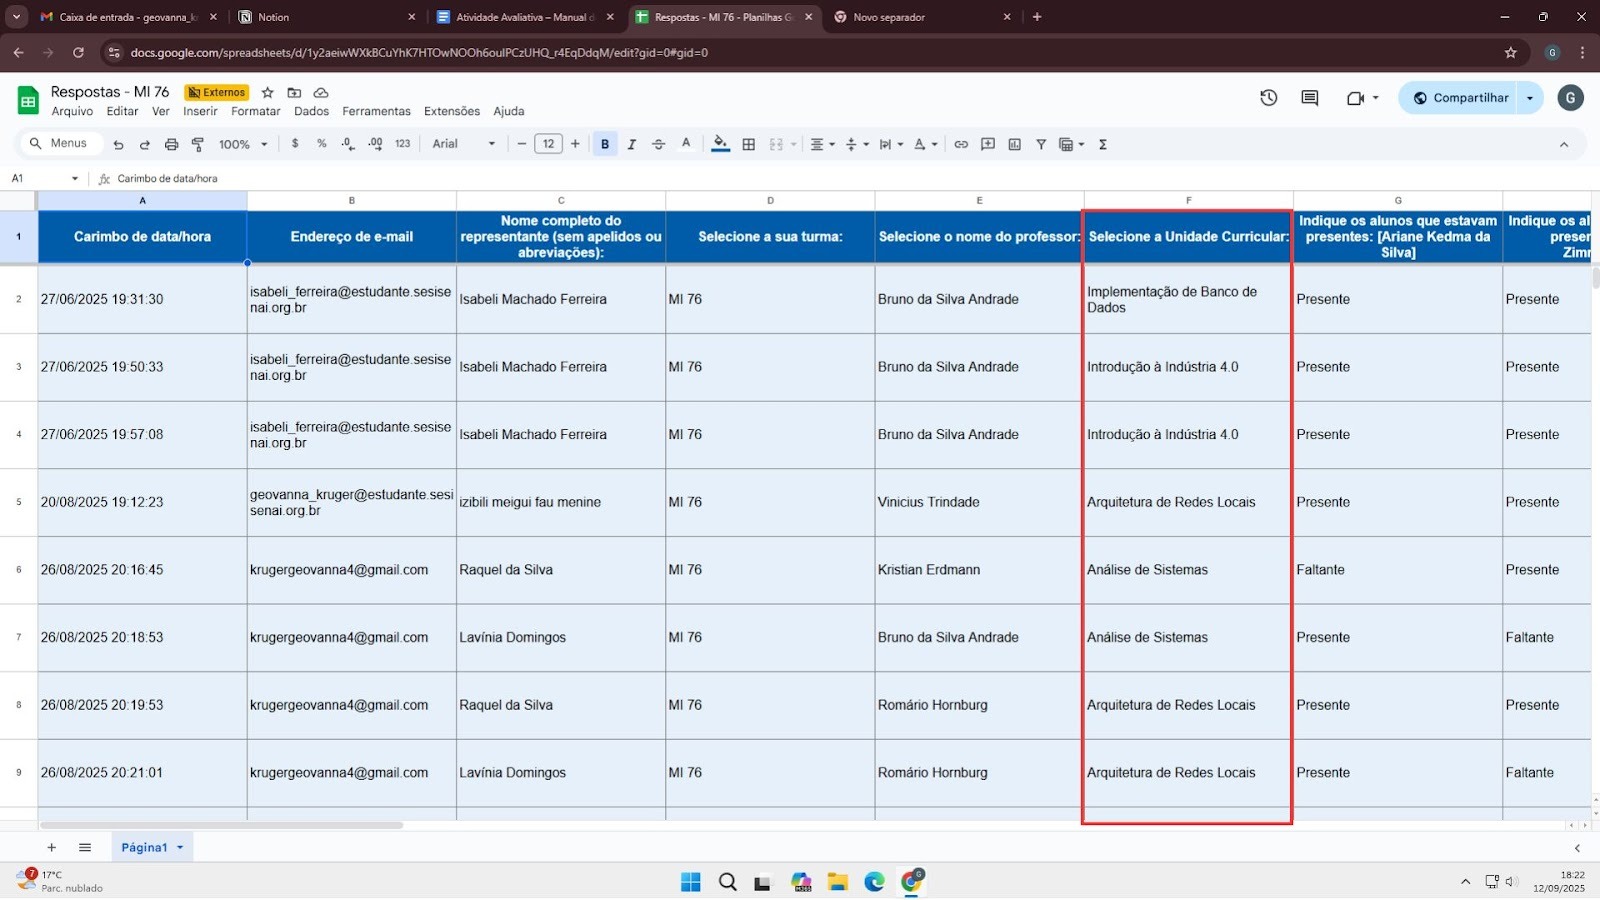 Caixa de entrada - geovanna_k
Notion
Atividade Avaliativa – Manual d
Respostas - MI 76 - Planilhas G
Novo separador
docs.google.com/spreadsheets/d/1y2aeiwWXkBCuYhK7HTOwNOOh6oulPCzUHQ_r4EqDdqM/edit?gid=0#gid=0
G
Respostas - MI 76
Externos
Arquivo Editar Ver Inserir Formatar Dados Ferramentas Extensões Ajuda
Compartilhar
G
Menus
100%
$ % .0 .00 123
Arial
12
B I A
A1
fx Carimbo de data/hora
A B C D E F G
1
Carimbo de data/hora
Endereço de e-mail
Nome completo do
representante (sem apelidos ou
abreviações):
Selecione a sua turma:
Selecione o nome do professor:
Selecione a Unidade Curricular:
Indique os alunos que estavam
presentes: [Ariane Kedma da
Silva]
Indique os al
preser
Zimr
2
27/06/2025 19:31:30
isabeli_ferreira@estudante.sesise
nai.org.br
Isabeli Machado Ferreira
MI 76
Bruno da Silva Andrade
Implementação de Banco de
Dados
Presente
Presente
3
27/06/2025 19:50:33
isabeli_ferreira@estudante.sesise
nai.org.br
Isabeli Machado Ferreira
MI 76
Bruno da Silva Andrade
Introdução à Indústria 4.0
Presente
Presente
4
27/06/2025 19:57:08
isabeli_ferreira@estudante.sesise
nai.org.br
Isabeli Machado Ferreira
MI 76
Bruno da Silva Andrade
Introdução à Indústria 4.0
Presente
Presente
5
20/08/2025 19:12:23
geovanna_kruger@estudante.sesi
senai.org.br
izibili meigui fau menine
MI 76
Vinicius Trindade
Arquitetura de Redes Locais
Presente
Presente
6
26/08/2025 20:16:45
krugergeovanna4@gmail.com
Raquel da Silva
MI 76
Kristian Erdmann
Análise de Sistemas
Faltante
Presente
7
26/08/2025 20:18:53
krugergeovanna4@gmail.com
Lavínia Domingos
MI 76
Bruno da Silva Andrade
Análise de Sistemas
Presente
Faltante
8
26/08/2025 20:19:53
krugergeovanna4@gmail.com
Raquel da Silva
MI 76
Romário Hornburg
Arquitetura de Redes Locais
Presente
Presente
9
26/08/2025 20:21:01
krugergeovanna4@gmail.com
Lavínia Domingos
MI 76
Romário Hornburg
Arquitetura de Redes Locais
Presente
Faltante
Página1
7
17°C
Parc. nublado
18:22
12/09/2025